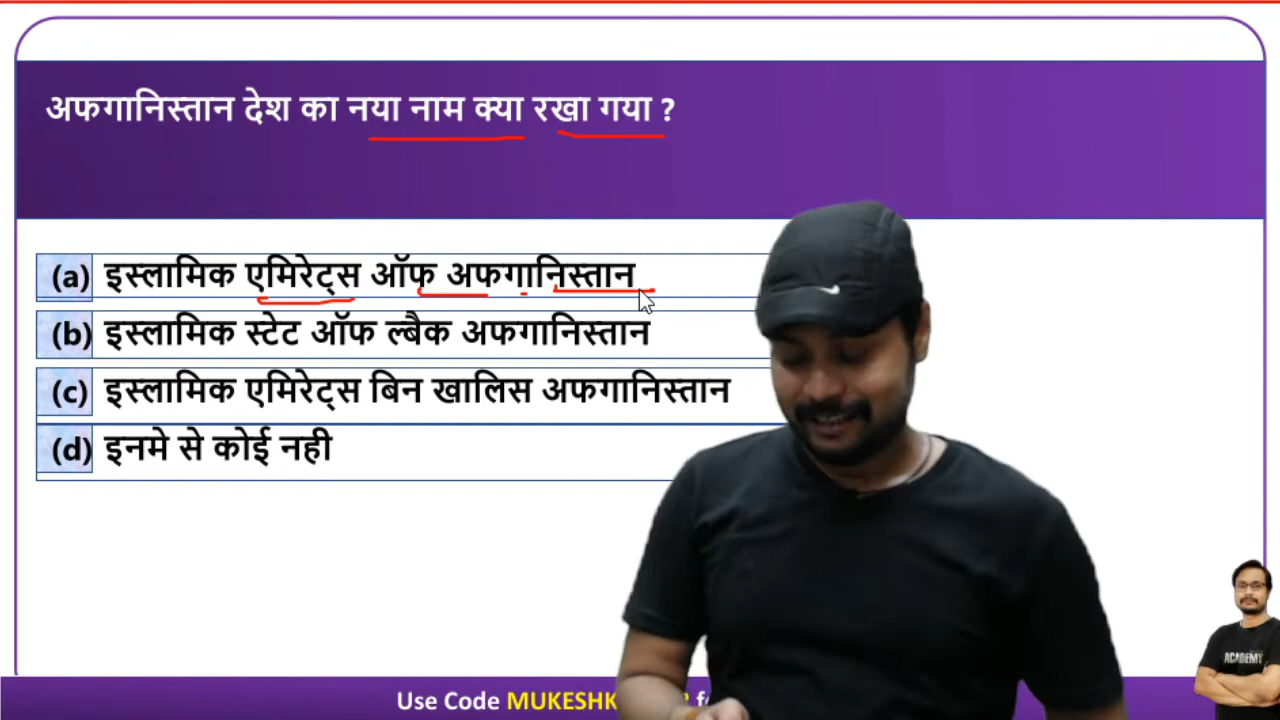 अफगानिस्तान देश का नया नाम क्या रखा गया ?
(a) इस्लामिक एमिरेट्स ऑफ अफगानिस्तान
(b) इस्लामिक स्टेट ऑफ ल्बैक अफगानिस्तान
(c) इस्लामिक एमिरेट्स बिन खालिस अफगानिस्तान
(d) इनमे से कोई नही
ACADEMY
Use Code